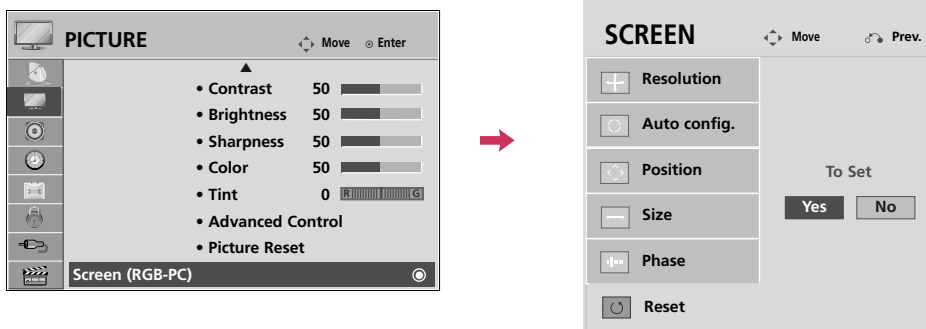 PICTURE
Move
Enter
• Contrast 50
• Brightness 50
• Sharpness 50
• Color 50
• Tint 0 R G
• Advanced Control
• Picture Reset
Screen (RGB-PC)
SCREEN
Move
Prev.
Resolution
Auto config.
Position
Size
Phase
Reset
To Set
Yes No